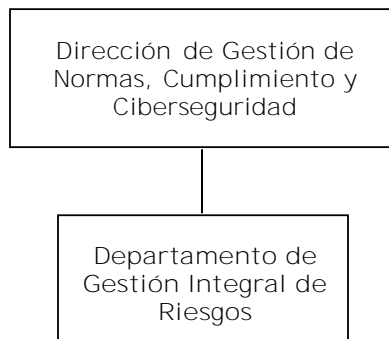 Dirección de Gestión de
Normas, Cumplimiento y
Ciberseguridad
Departamento de
Gestión Integral de
Riesgos